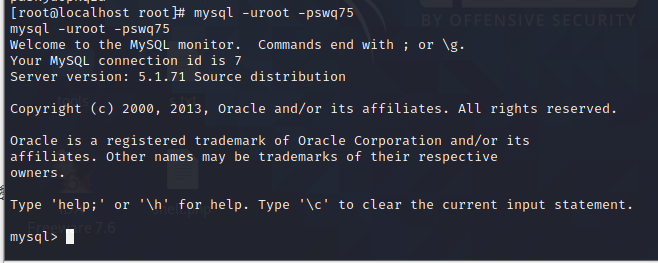 [root@localhost root]# mysql -uroot -pswq75
BY OFFENSIVE SECURITY
mysql -uroot -pswq75
Welcome to the MySQL monitor.  Commands end with ; or \g.
Your MySQL connection id is 7
Server version: 5.1.71 Source distribution
Copyright (c) 2000, 2013, Oracle and/or its affiliates. All rights reserved.
Oracle is a registered trademark of Oracle Corporation and/or its
affiliates. Other names may be trademarks of their respective
owners.
Type 'help;' or '\h' for help. Type '\c' to clear the current input statement.
mysql>
7.6